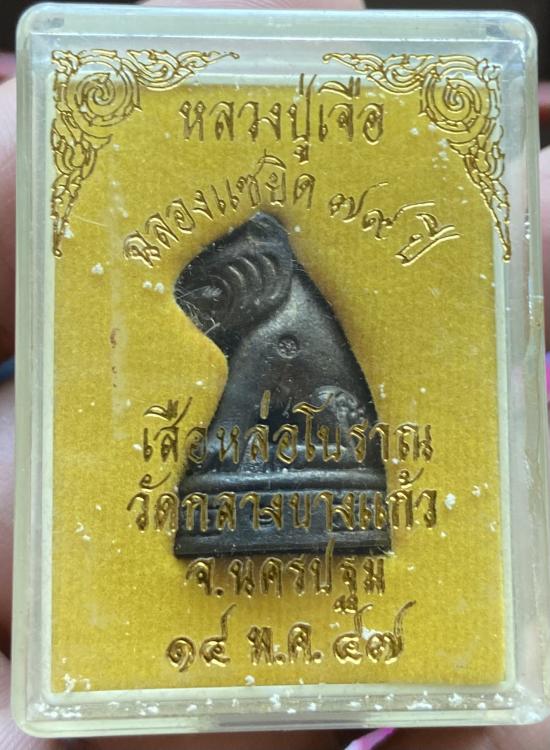 หลวงปู่เจือ
ฉลองแซยิด ๗๙ ปี
เสือหล่อโบราณ
วัดกลางบางแก้ว
จ.นครปฐม
๑๔ พ.ค. ๔๗